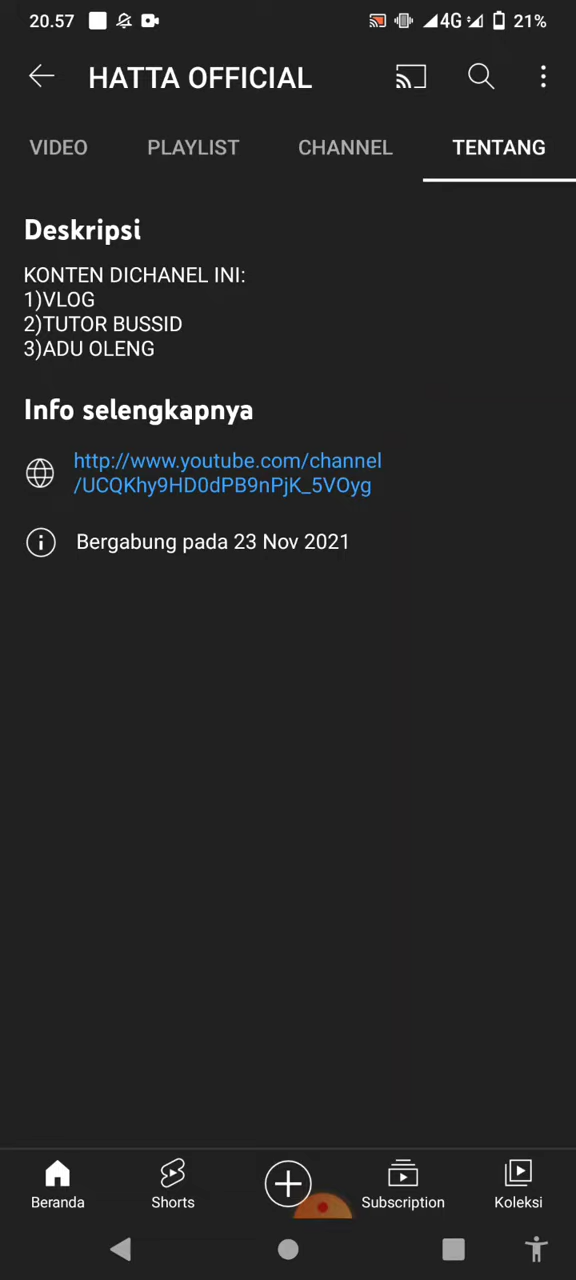 20.57 4G 21%
HATTA OFFICIAL
VIDEO PLAYLIST CHANNEL TENTANG
Deskripsi
KONTEN DICHANEL INI:
1)VLOG
2)TUTOR BUSSID
3)ADU OLENG
Info selengkapnya
http://www.youtube.com/channel
/UCQKhy9HD0dPB9nPjK_5VOyg
Bergabung pada 23 Nov 2021
Beranda Shorts Subscription Koleksi